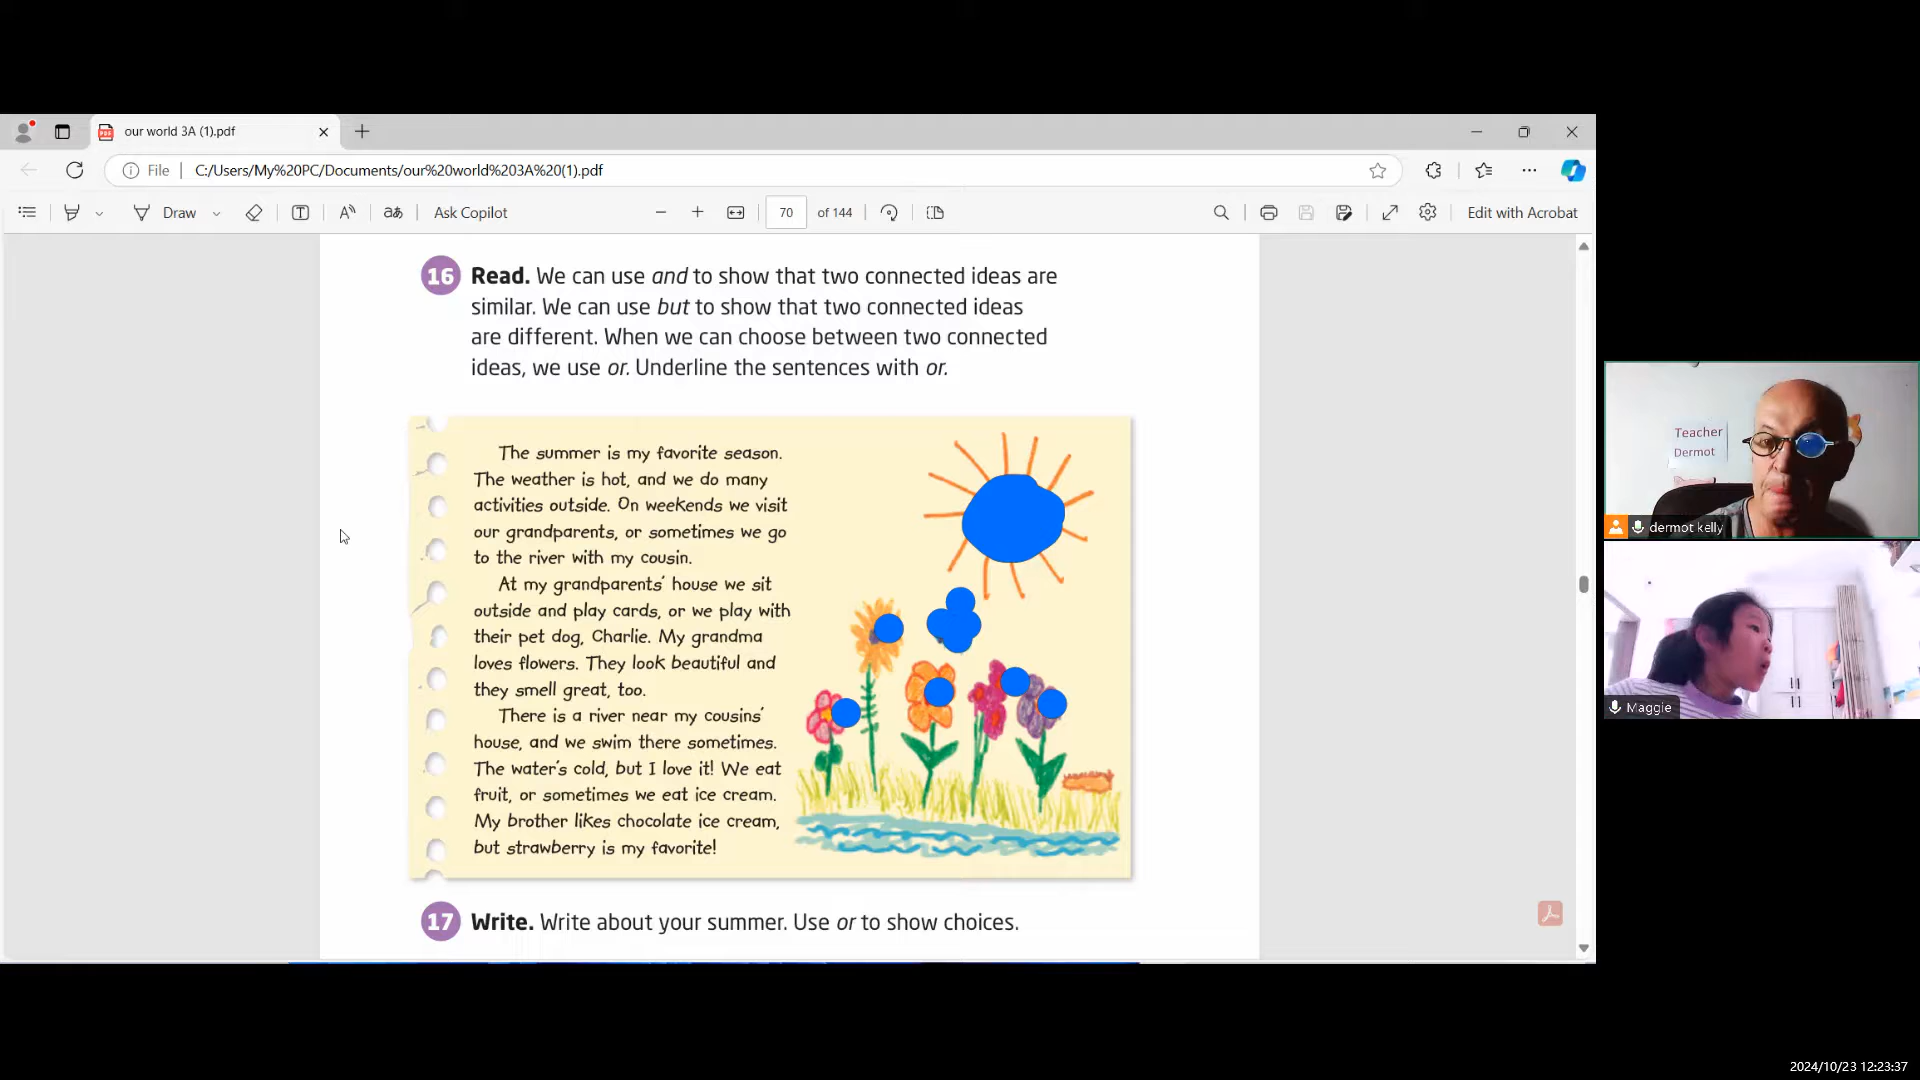 our world 3A (1).pdf
File
C:/Users/My%20PC/Documents/our%20world%203A%20(1).pdf
Draw
Ask Copilot
70 of 144
Edit with Acrobat
16 Read. We can use and to show that two connected ideas are
similar. We can use but to show that two connected ideas
are different. When we can choose between two connected
ideas, we use or. Underline the sentences with or.
The summer is my favorite season.
The weather is hot, and we do many
activities outside. On weekends we visit
our grandparents, or sometimes we go
to the river with my cousin.
At my grandparents' house we sit
outside and play cards, or we play with
their pet dog, Charlie. My grandma
loves flowers. They look beautiful and
they smell great, too.
There is a river near my cousins'
house, and we swim there sometimes.
The water's cold, but I love it! We eat
fruit, or sometimes we eat ice cream.
My brother likes chocolate ice cream,
but strawberry is my favorite!
17 Write. Write about your summer. Use or to show choices.
Teacher
Dermot
dermot kelly
Maggie
2024/10/23 12:23:37